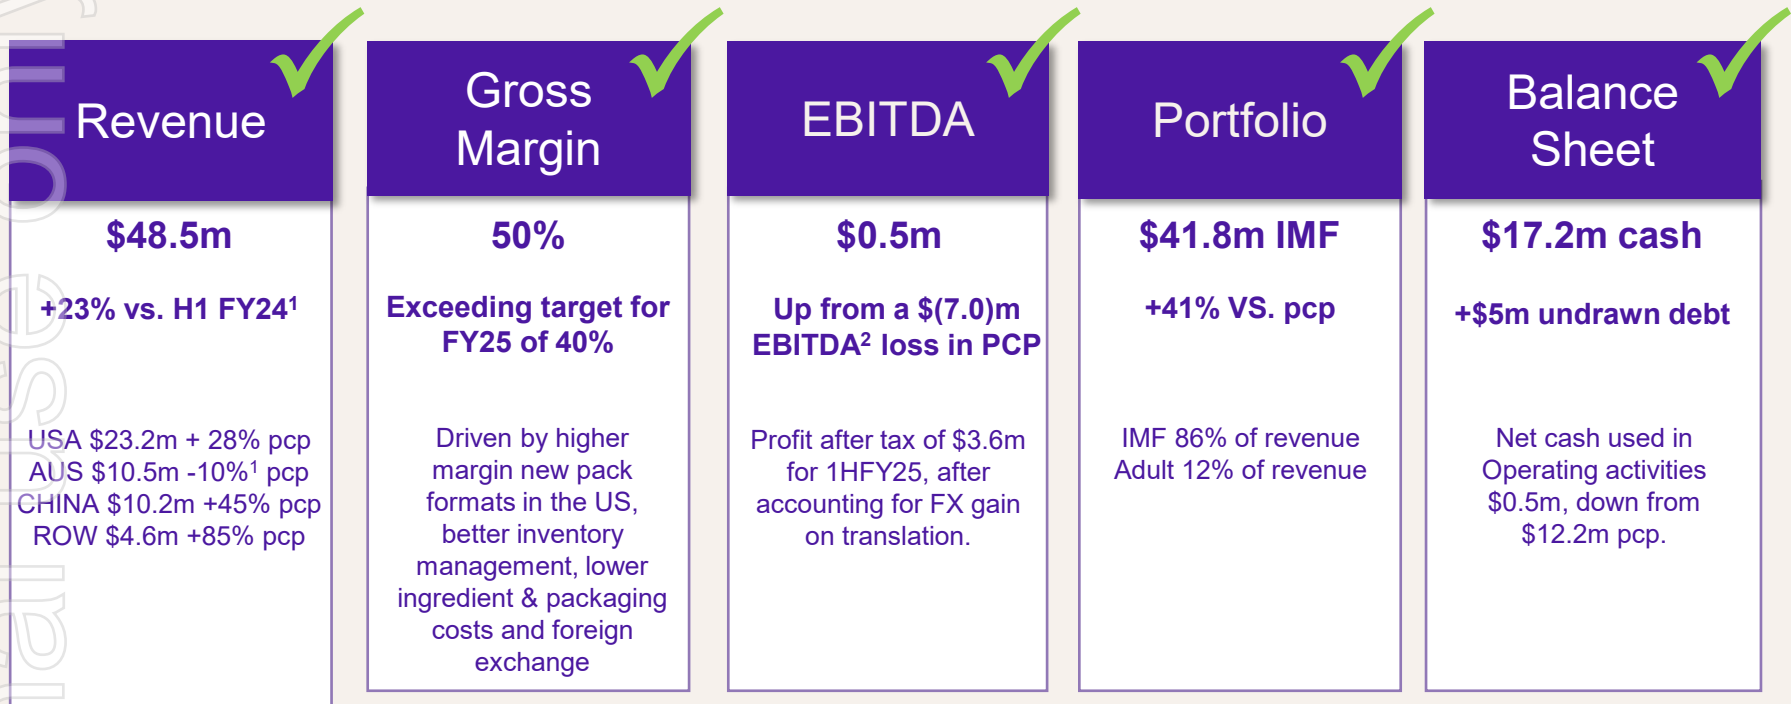 Revenue
$48.5m
+23% vs. H1 FY24¹
USA $23.2m + 28% pcp
AUS $10.5m -10%¹ pcp
CHINA $10.2m +45% pcp
ROW $4.6m +85% pcp
Gross
Margin
50%
Exceeding target for
FY25 of 40%
Driven by higher
margin new pack
formats in the US,
better inventory
management, lower
ingredient & packaging
costs and foreign
exchange
EBITDA
$0.5m
Up from a $(7.0)m
EBITDA² loss in PCP
Profit after tax of $3.6m
for 1HFY25, after
accounting for FX gain
on translation.
Portfolio
$41.8m IMF
+41% VS. pcp
IMF 86% of revenue
Adult 12% of revenue
Balance
Sheet
$17.2m cash
+$5m undrawn debt
Net cash used in
Operating activities
$0.5m, down from
$12.2m pcp.
use only